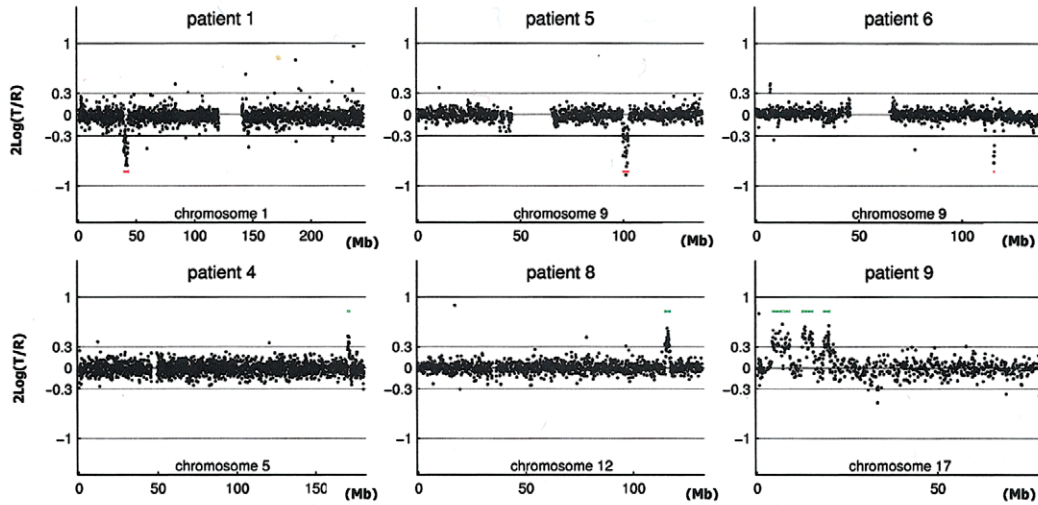 patient 1
patient 5
patient 6
2Log(T/R)
1
0.3
0
−0.3
−1
chromosome 1
0 50 100 150 200 (Mb)
1
0.3
0
−0.3
−1
chromosome 9
0 50 100 (Mb)
1
0.3
0
−0.3
−1
chromosome 9
0 50 100 (Mb)
patient 4
patient 8
patient 9
2Log(T/R)
1
0.3
0
−0.3
−1
chromosome 5
0 50 100 150 (Mb)
1
0.3
0
−0.3
−1
chromosome 12
0 50 100 (Mb)
1
0.3
0
−0.3
−1
chromosome 17
0 50 (Mb)